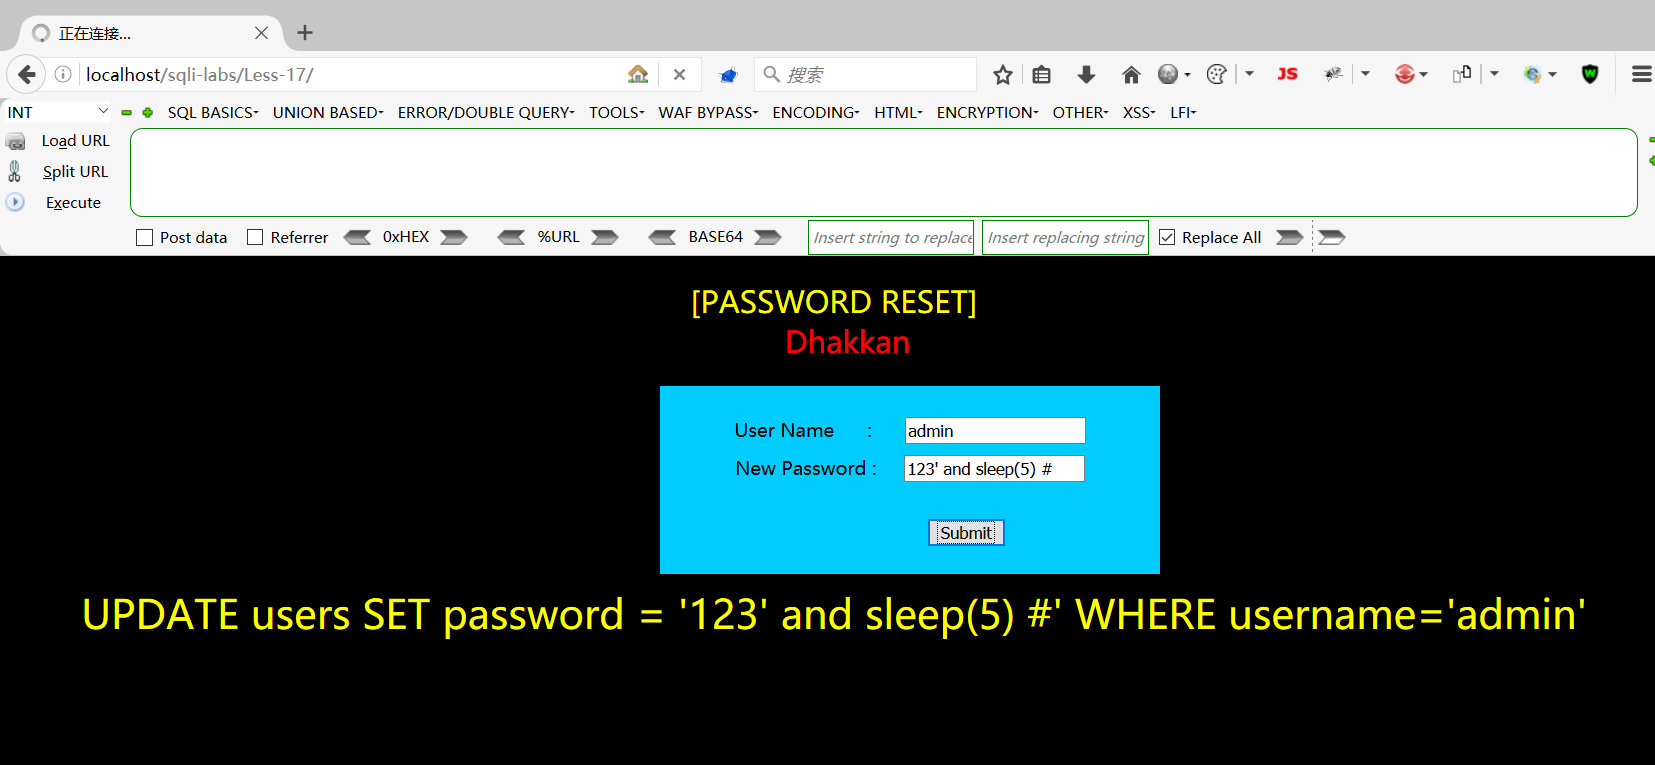 正在连接...
localhost/sqli-labs/Less-17/
搜索
JS
INT SQL BASICS UNION BASED ERROR/DOUBLE QUERY TOOLS WAF BYPASS ENCODING HTML ENCRYPTION OTHER XSS LFI
Load URL
Split URL
Execute
Post data Referrer 0xHEX %URL BASE64 Insert string to replace Insert replacing string Replace All
[PASSWORD RESET]
Dhakkan
User Name : admin
New Password : 123' and sleep(5) #
Submit
UPDATE users SET password = '123' and sleep(5) #' WHERE username='admin'